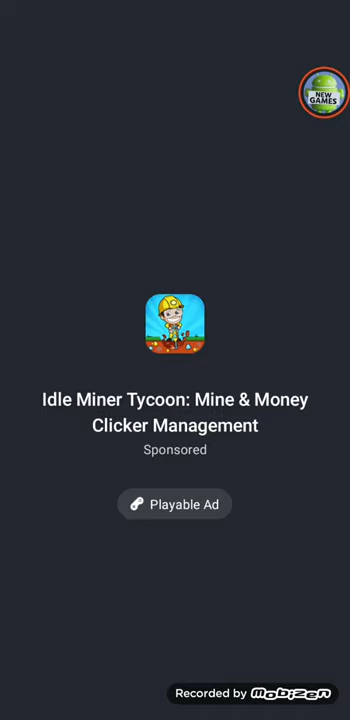 NEW
GAMES
Idle Miner Tycoon: Mine & Money
Clicker Management
Sponsored
Playable Ad
Recorded by Mobizen